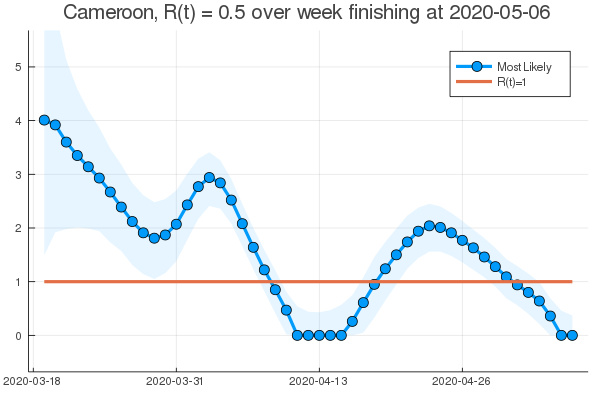 Cameroon, R(t) = 0.5 over week finishing at 2020-05-06
Most Likely
R(t)=1
5
4
3
2
1
0
2020-03-18 2020-03-31 2020-04-13 2020-04-26